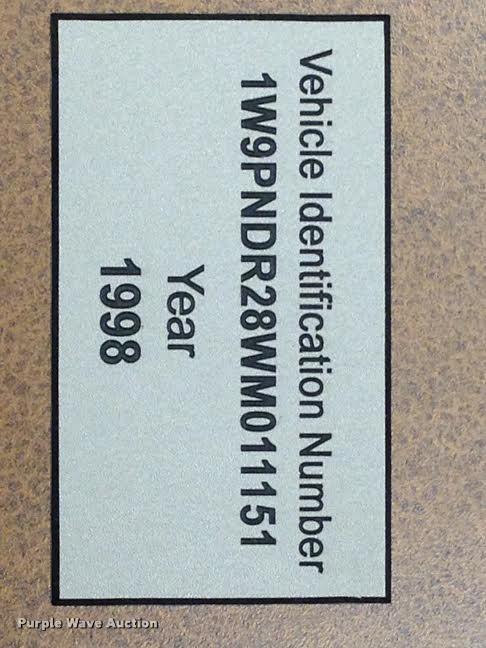 Vehicle Identification Number
1W9PNDR28WM011151
Year
1998
Purple Wave Auction